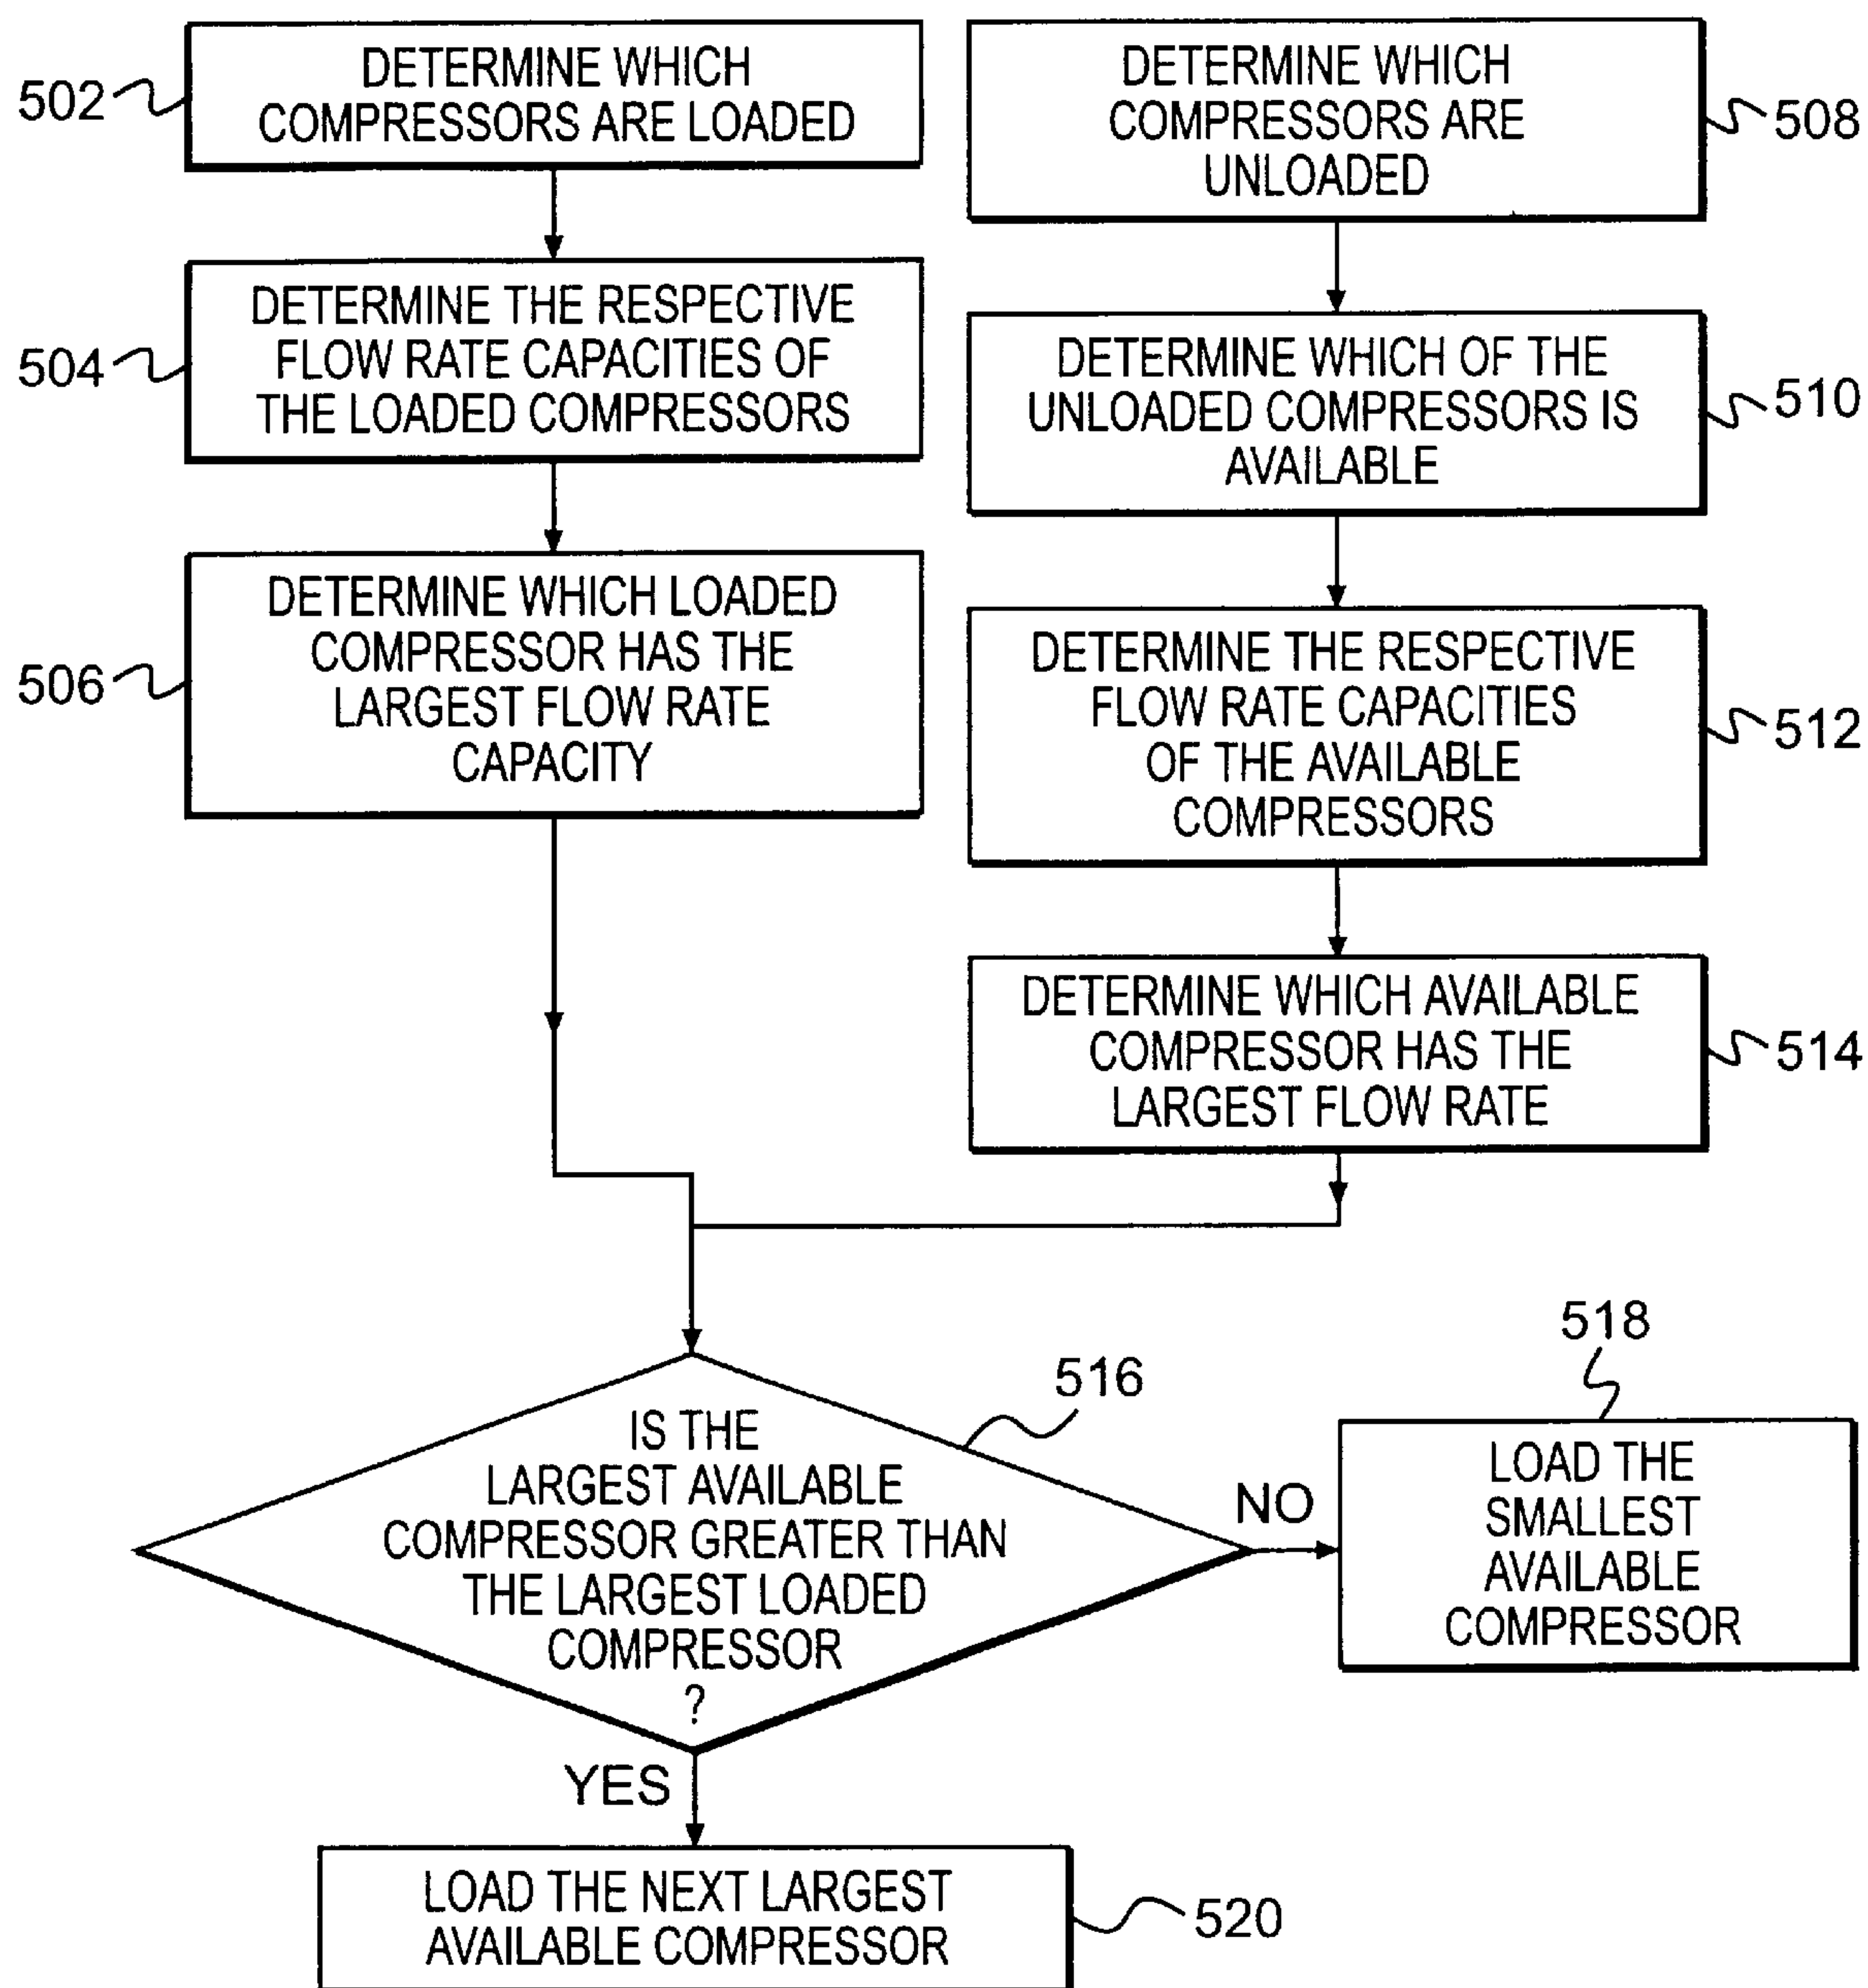 502
DETERMINE WHICH
COMPRESSORS ARE LOADED
504
DETERMINE THE RESPECTIVE
FLOW RATE CAPACITIES OF
THE LOADED COMPRESSORS
506
DETERMINE WHICH LOADED
COMPRESSOR HAS THE
LARGEST FLOW RATE
CAPACITY
DETERMINE WHICH
COMPRESSORS ARE
UNLOADED
508
DETERMINE WHICH OF THE
UNLOADED COMPRESSORS IS
AVAILABLE
510
DETERMINE THE RESPECTIVE
FLOW RATE CAPACITIES
OF THE AVAILABLE
COMPRESSORS
512
DETERMINE WHICH AVAILABLE
COMPRESSOR HAS THE
LARGEST FLOW RATE
514
516
IS THE
LARGEST AVAILABLE
COMPRESSOR GREATER THAN
THE LARGEST LOADED
COMPRESSOR
?
NO
518
LOAD THE
SMALLEST
AVAILABLE
COMPRESSOR
YES
LOAD THE NEXT LARGEST
AVAILABLE COMPRESSOR
520